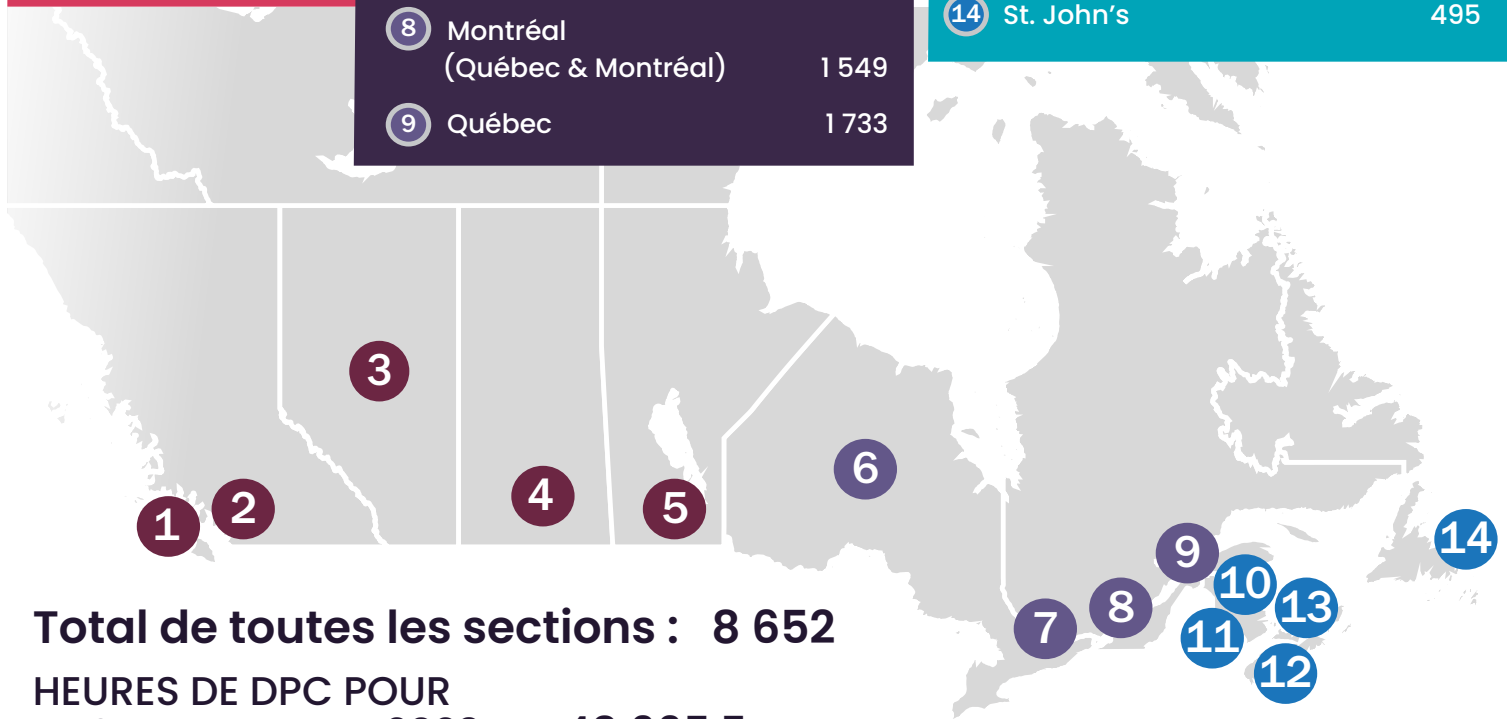 8 Montréal
(Québec & Montréal) 1 549
9 Québec 1 733
14 St. John’s 495
3
6
4
5
2
1
14
9
10
8
13
7
11
12
Total de toutes les sections : 8 652
HEURES DE DPC POUR